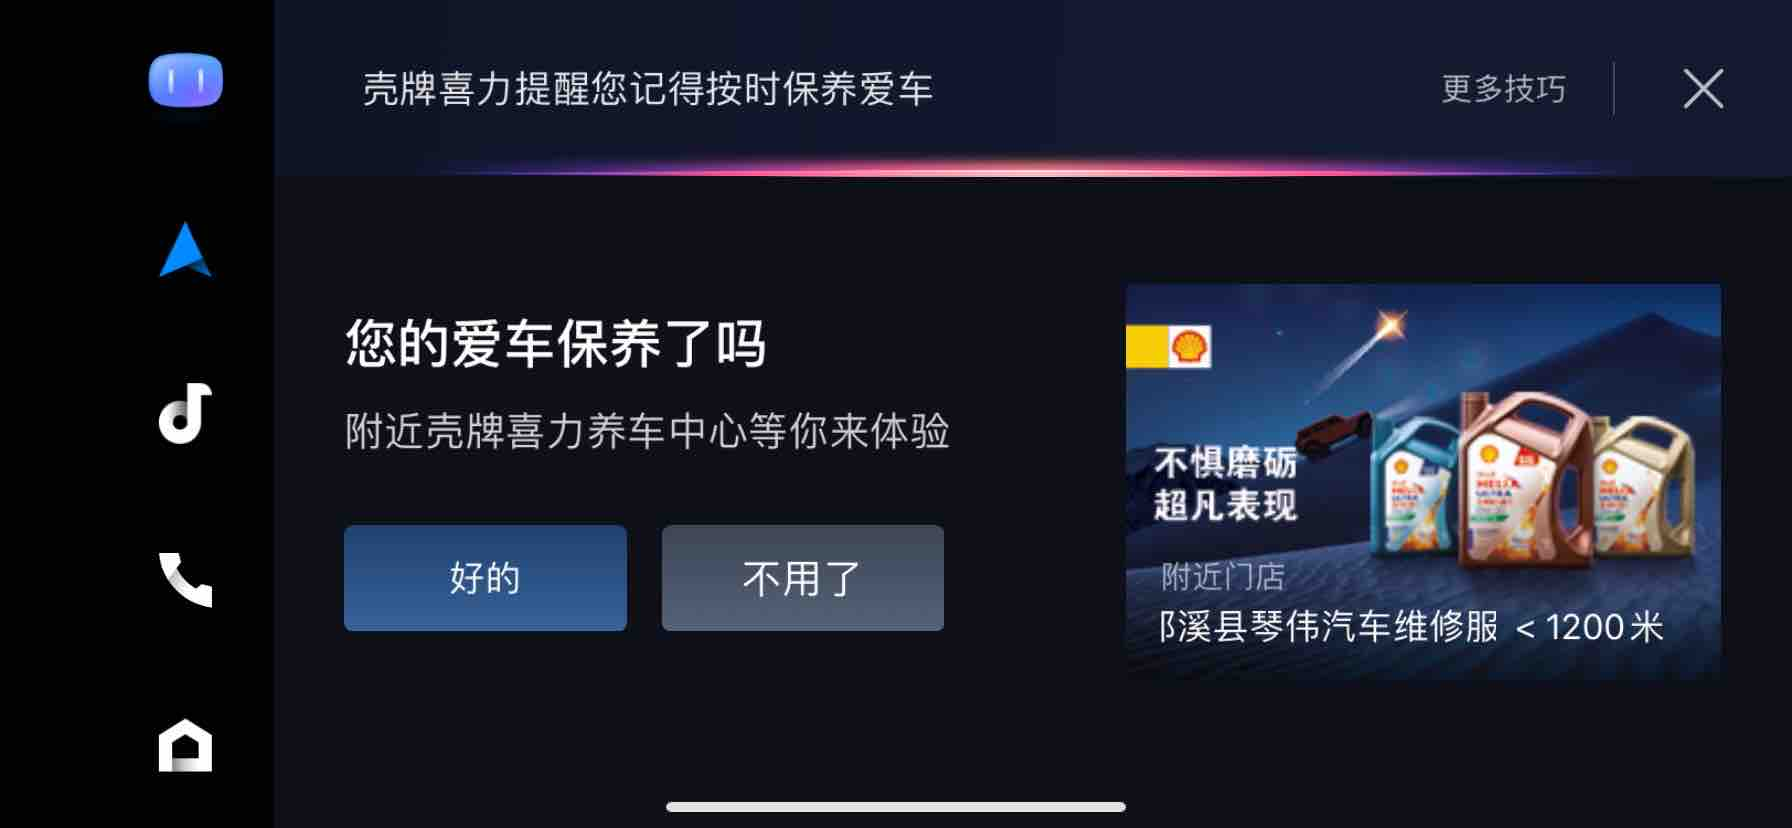 壳牌喜力提醒您记得按时保养爱车
更多技巧
您的爱车保养了吗
附近壳牌喜力养车中心等你来体验
好的
不用了
不惧磨砺
超凡表现
HELIX
ULTRA
附近门店
溪县琴伟汽车维修服 < 1200米